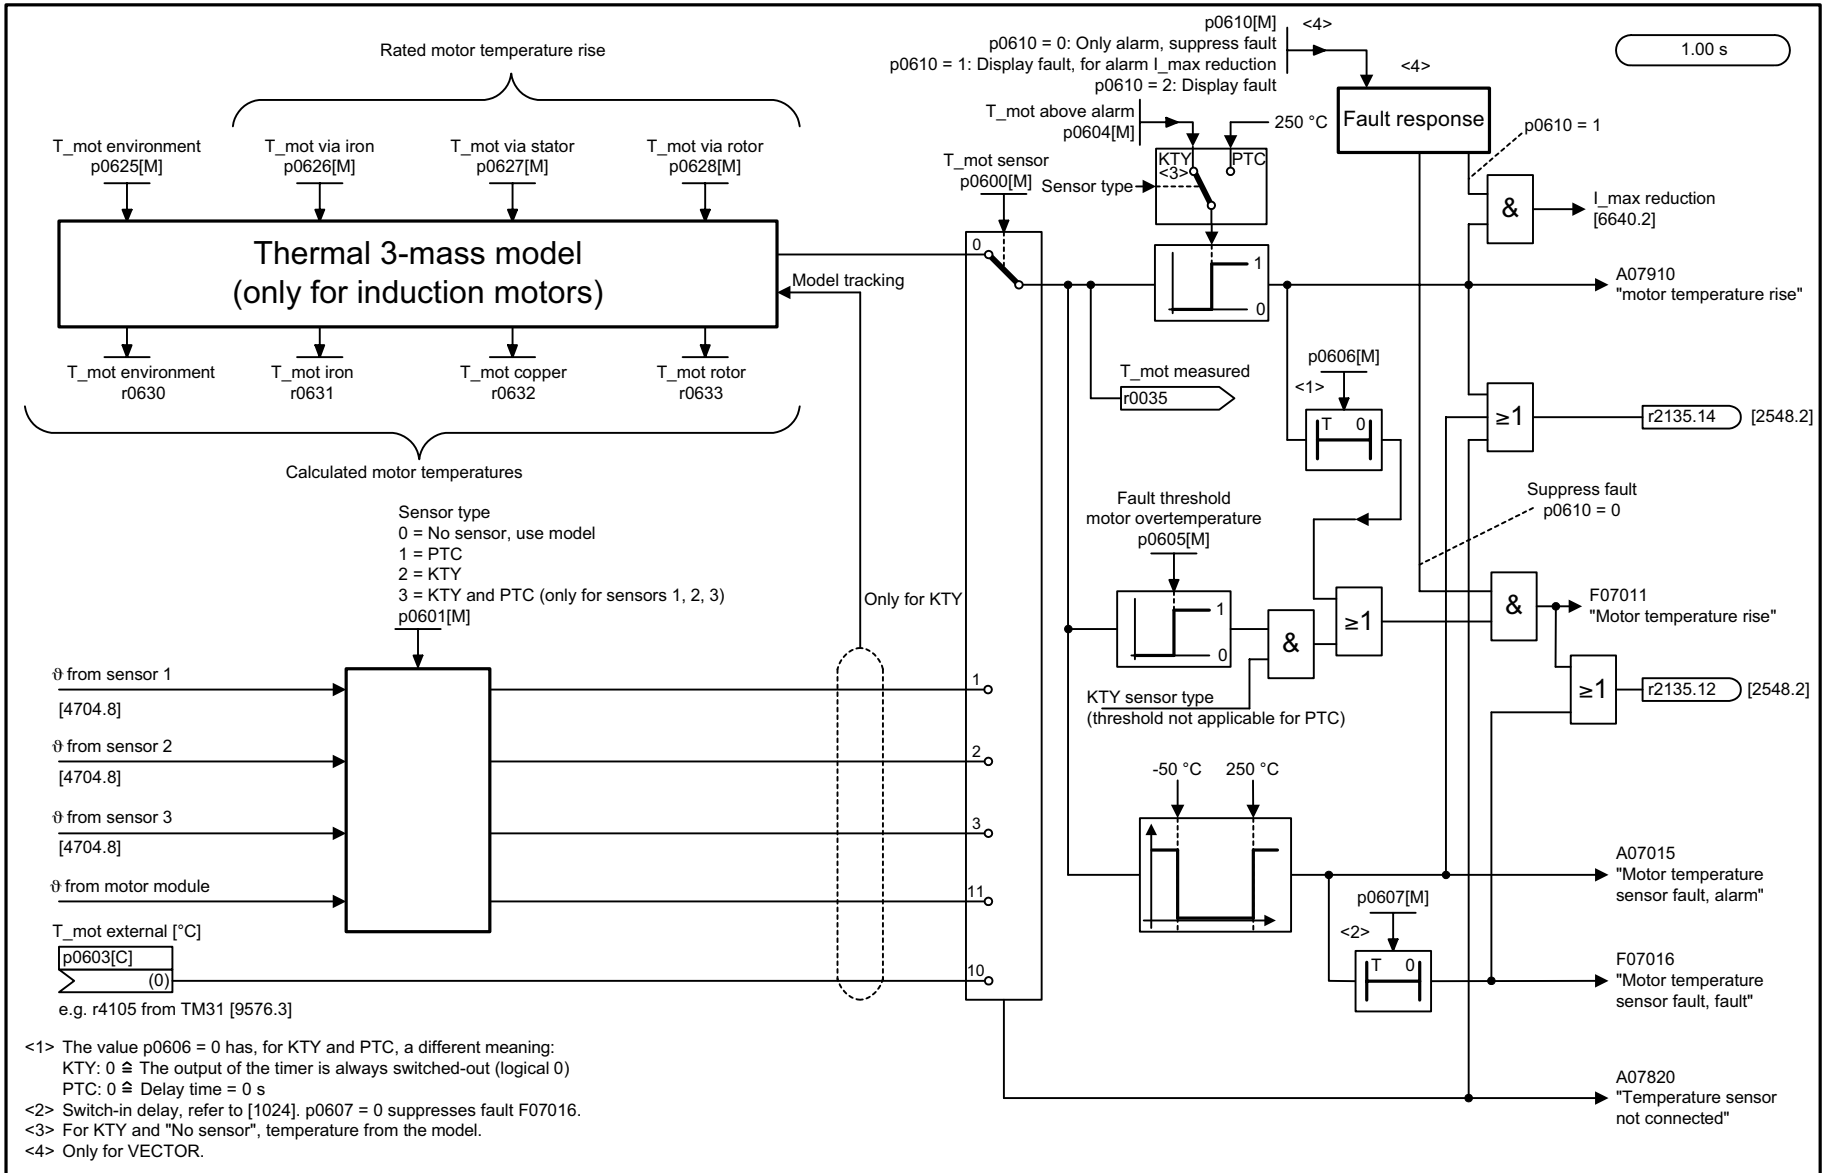 Rated motor temperature rise
T_mot environment
p0625[M]
T_mot via iron
p0626[M]
T_mot via stator
p0627[M]
T_mot via rotor
p0628[M]
Thermal 3-mass model
(only for induction motors)
T_mot environment
r0630
T_mot iron
r0631
T_mot copper
r0632
T_mot rotor
r0633
Calculated motor temperatures
Model tracking
Only for KTY
Sensor type
0 = No sensor, use model
1 = PTC
2 = KTY
3 = KTY and PTC (only for sensors 1, 2, 3)
p0601[M]
ϑ from sensor 1
[4704.8]
ϑ from sensor 2
[4704.8]
ϑ from sensor 3
[4704.8]
ϑ from motor module
T_mot external [°C]
p0603[C]
(0)
e.g. r4105 from TM31 [9576.3]
T_mot sensor
p0600[M]
0
1
2
3
11
10
p0610[M]
<4>
p0610 = 0: Only alarm, suppress fault
p0610 = 1: Display fault, for alarm I_max reduction
p0610 = 2: Display fault
<4>
Fault response
1.00 s
T_mot above alarm
p0604[M]
250 °C
KTY
<3>
PTC
Sensor type
1
0
p0610 = 1
&
I_max reduction
[6640.2]
A07910
"motor temperature rise"
T_mot measured
r0035
p0606[M]
<1>
T 0
≥1
r2135.14
[2548.2]
Suppress fault
p0610 = 0
Fault threshold
motor overtemperature
p0605[M]
1
0
&
≥1
&
F07011
"Motor temperature rise"
KTY sensor type
(threshold not applicable for PTC)
≥1
r2135.12
[2548.2]
-50 °C
250 °C
A07015
"Motor temperature
sensor fault, alarm"
p0607[M]
<2>
T 0
F07016
"Motor temperature
sensor fault, fault"
A07820
"Temperature sensor
not connected"
<1> The value p0606 = 0 has, for KTY and PTC, a different meaning:
KTY: 0 ≙ The output of the timer is always switched-out (logical 0)
PTC: 0 ≙ Delay time = 0 s
<2> Switch-in delay, refer to [1024]. p0607 = 0 suppresses fault F07016.
<3> For KTY and "No sensor", temperature from the model.
<4> Only for VECTOR.